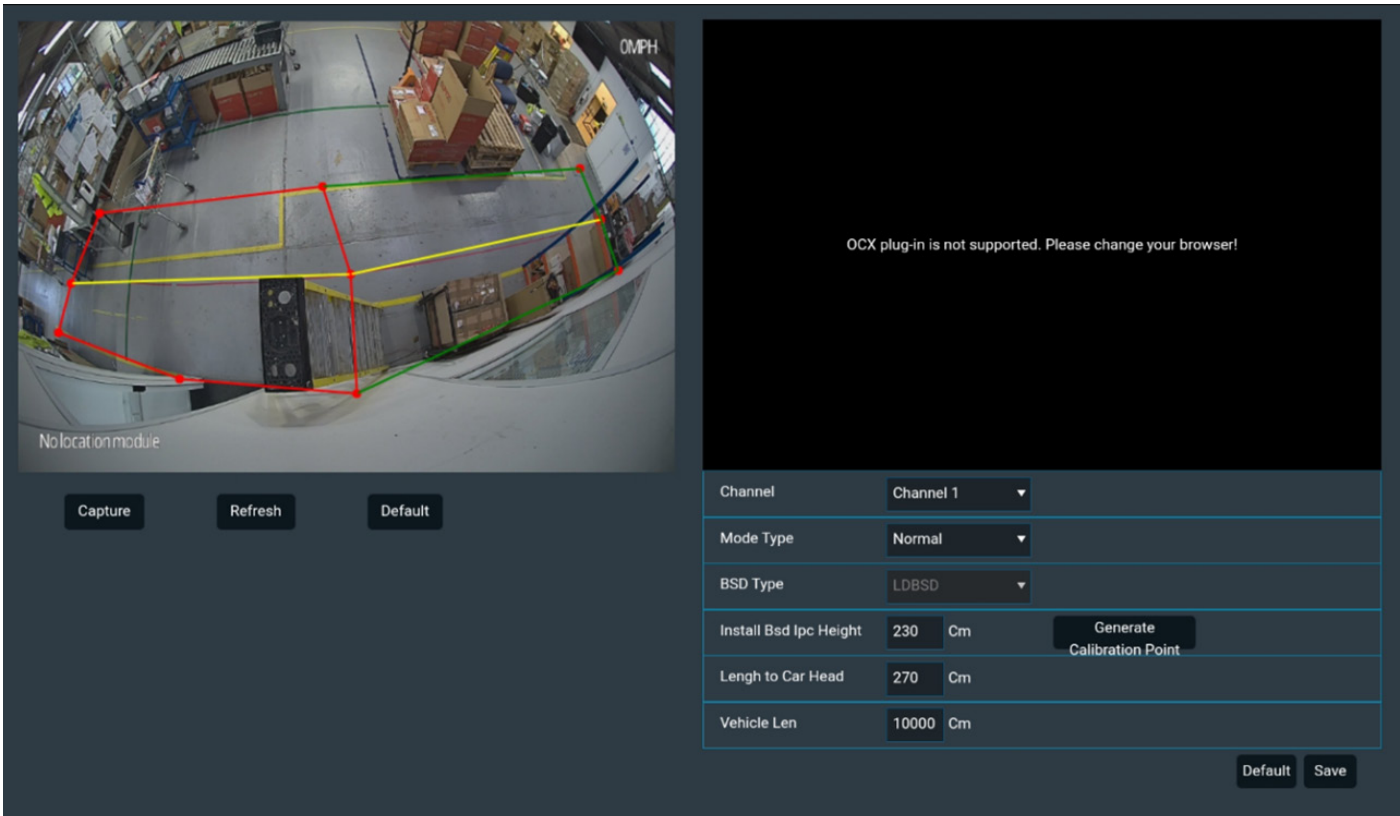 0MPH
No location module
OCX plug-in is not supported. Please change your browser!
Capture
Refresh
Default
Channel
Channel 1
Mode Type
Normal
BSD Type
LDBSD
Install Bsd Ipc Height
230
Cm
Generate
Calibration Point
Lengh to Car Head
270
Cm
Vehicle Len
10000
Cm
Default
Save